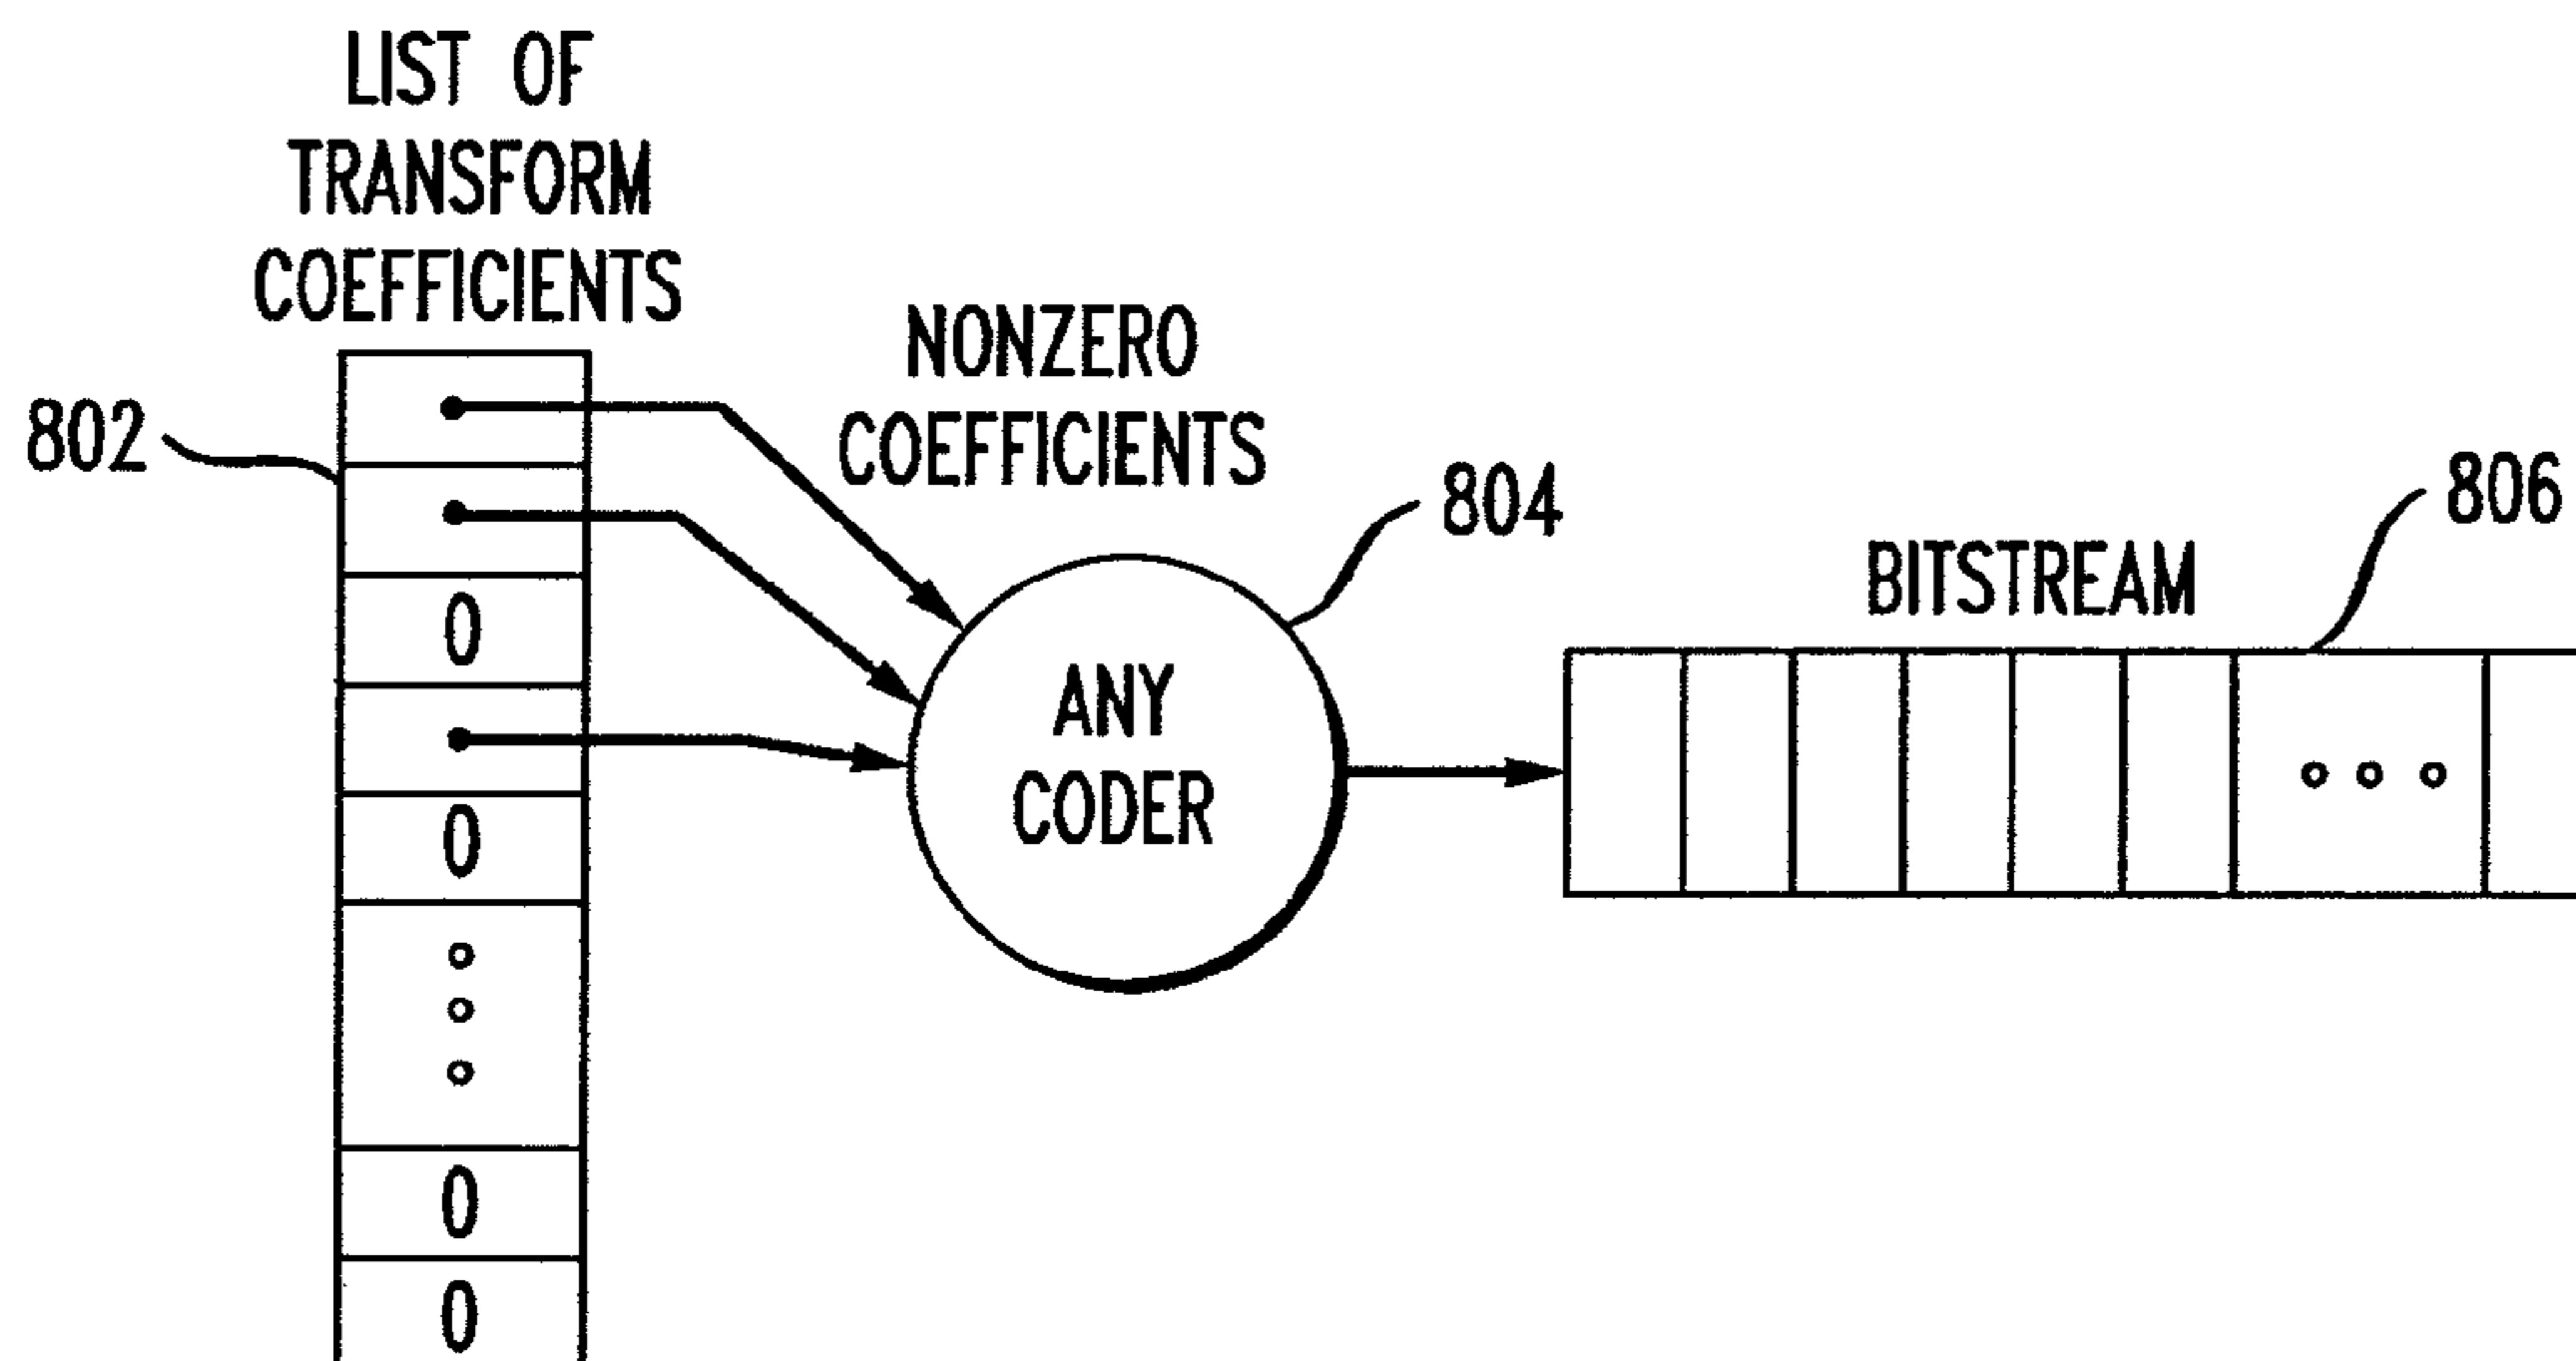 LIST OF
TRANSFORM
COEFFICIENTS
802
NONZERO
COEFFICIENTS
804
806
BITSTREAM
0
ANY
CODER
0
0
0